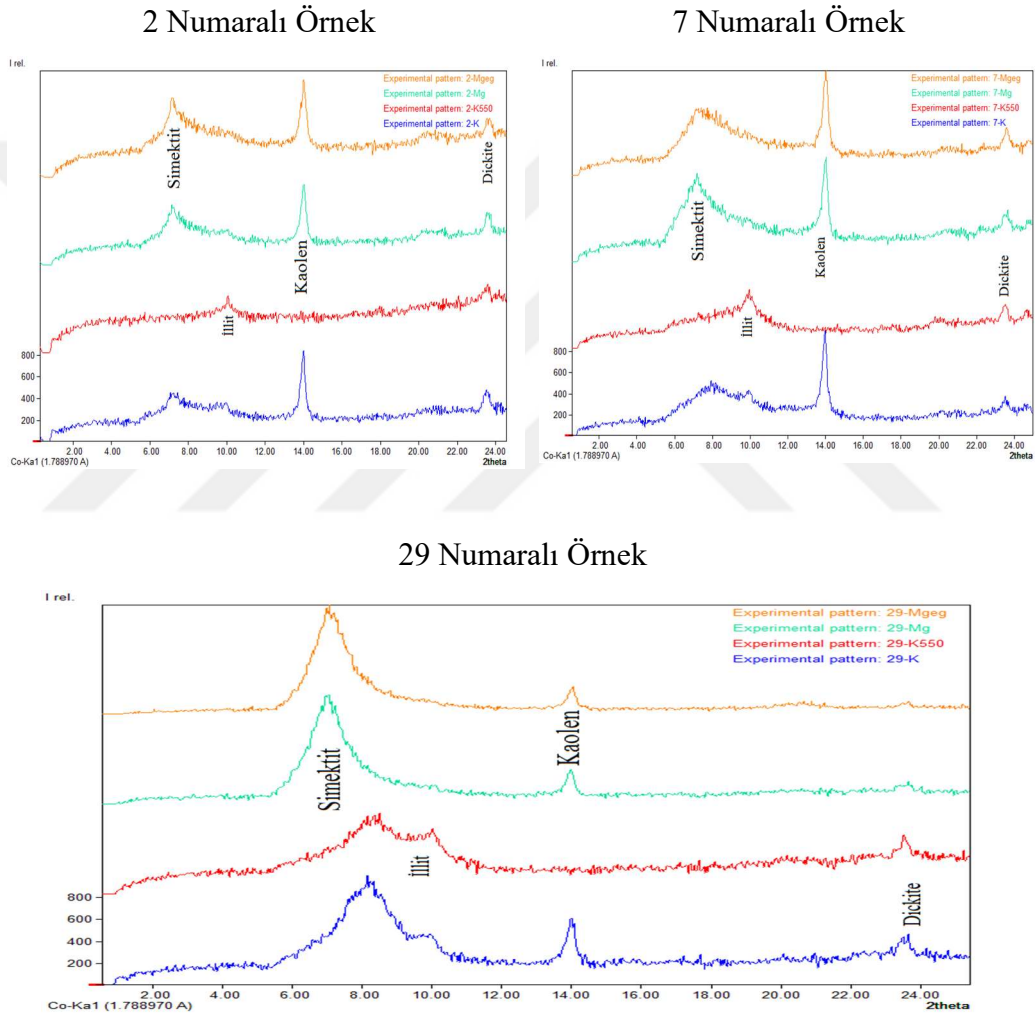 2 Numaralı Örnek
I rel.
Experimental pattern: 2-Mgeg
Experimental pattern: 2-Mg
Experimental pattern: 2-K550
Experimental pattern: 2-K
Simektit
Dickite
Kaolen
İllit
800
600
400
200
2.00 4.00 6.00 8.00 10.00 12.00 14.00 16.00 18.00 20.00 22.00 24.00
Co-Ka1 (1.788970 A)
2theta
7 Numaralı Örnek
I rel.
Experimental pattern: 7-Mgeg
Experimental pattern: 7-Mg
Experimental pattern: 7-K550
Experimental pattern: 7-K
Simektit
Kaolen
Dickite
İllit
800
600
400
200
2.00 4.00 6.00 8.00 10.00 12.00 14.00 16.00 18.00 20.00 22.00 24.00
Co-Ka1 (1.788970 A)
2theta
29 Numaralı Örnek
I rel.
Experimental pattern: 29-Mgeg
Experimental pattern: 29-Mg
Experimental pattern: 29-K550
Experimental pattern: 29-K
Simektit
Kaolen
İllit
Dickite
800
600
400
200
2.00 4.00 6.00 8.00 10.00 12.00 14.00 16.00 18.00 20.00 22.00 24.00
Co-Ka1 (1.788970 A)
2theta